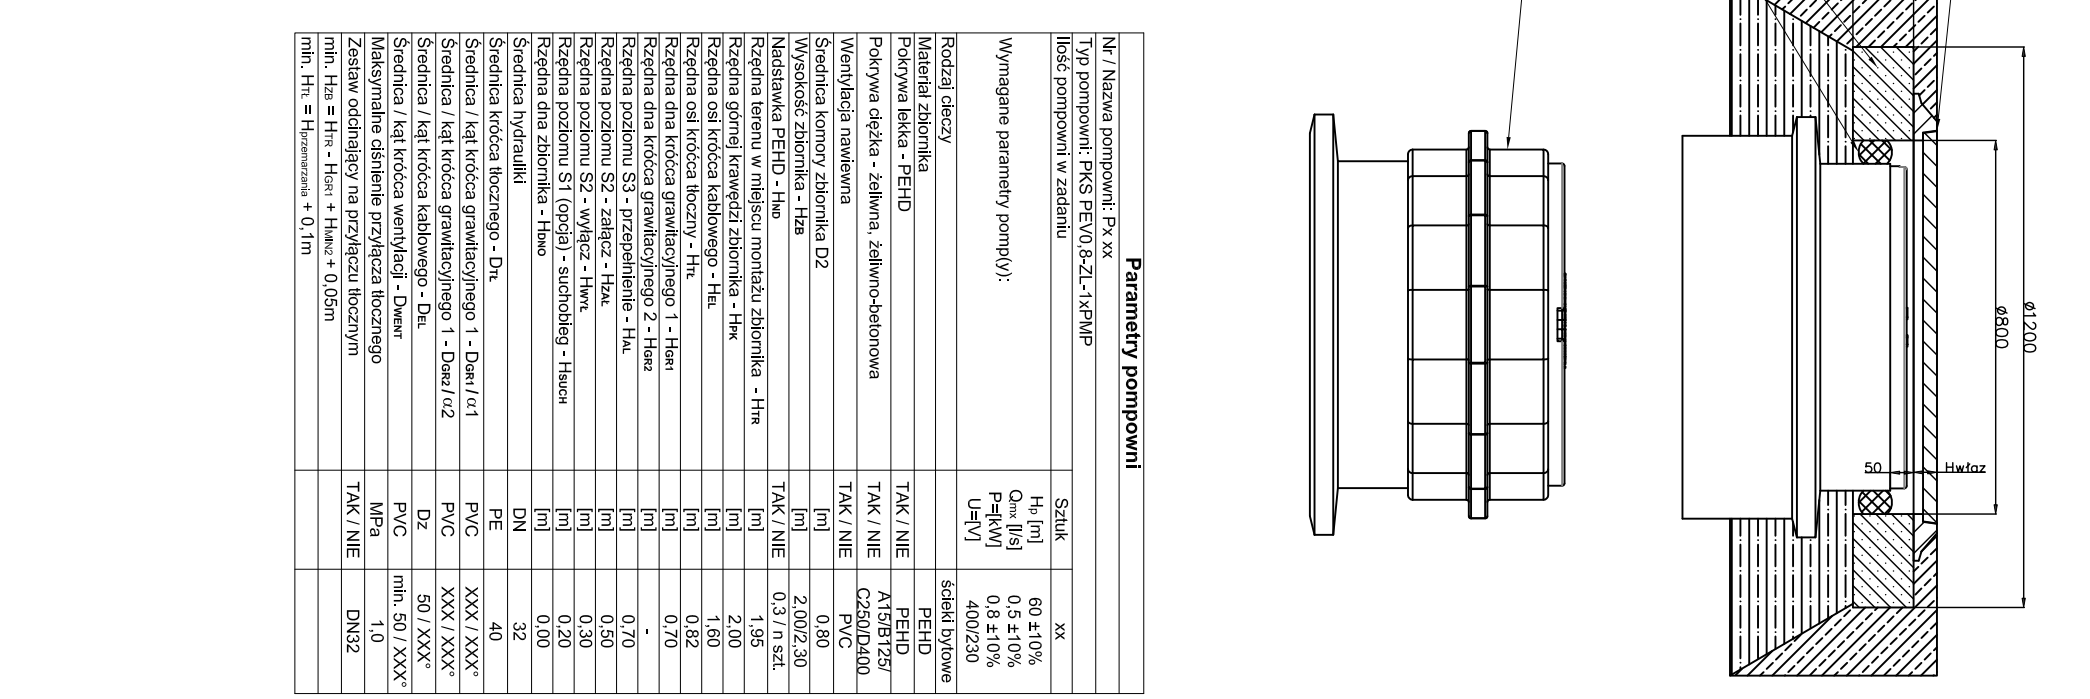 Parametry pompowni
Nr / Nazwa pompowni: Px xx
Typ pompowni: PKS PEV0,8-ZL-1xPMP
Ilość pompowni w zadaniu Sztuk xx
Wymagane parametry pomp(y):
Hp [m] 60 ±10%
Qmx [l/s] 0,5 ±10%
P=[kW] 0,8 ±10%
U=[V] 400/230
Rodzaj cieczy ścieki bytowe
Materiał zbiornika PEHD
Pokrywa lekka - PEHD TAK / NIE PEHD
Pokrywa ciężka - żeliwna, żeliwno-betonowa TAK / NIE A15/B125/
C250/D400
Wentylacja nawiewna TAK / NIE PVC
Średnica komory zbiornika D2 [m] 0,80
Wysokość zbiornika - HZB [m] 2,00/2,30
Nadstawka PEHD - HND TAK / NIE 0,3 / n szt.
Rzędna terenu w miejscu montażu zbiornika - HTR [m] 1,95
Rzędna górnej krawędzi zbiornika - HPK [m] 2,00
Rzędna osi króćca kablowego - HEL [m] 1,60
Rzędna osi króćca tłoczny - HTŁ [m] 0,82
Rzędna dna króćca grawitacyjnego 1 - HGR1 [m] 0,70
Rzędna dna króćca grawitacyjnego 2 - HGR2 [m] -
Rzędna poziomu S3 - przepełnienie - HAL [m] 0,70
Rzędna poziomu S2 - załącz - HZAŁ [m] 0,50
Rzędna poziomu S2 - wyłącz - HWYŁ [m] 0,30
Rzędna poziomu S1 (opcja) - suchobieg - HSUCH [m] 0,20
Rzędna dna zbiornika - HDNO [m] 0,00
Średnica hydrauliki DN 32
Średnica króćca tłocznego - DTŁ PE 40
Średnica / kąt króćca grawitacyjnego 1 - DGR1 / α1 PVC XXX / XXX°
Średnica / kąt króćca grawitacyjnego 1 - DGR2 / α2 PVC XXX / XXX°
Średnica / kąt króćca kablowego - DEL Dz 50 / XXX°
Średnica / kąt króćca wentylacji - DWENT PVC min. 50 / XXX°
Maksymalne ciśnienie przyłącza tłocznego MPa 1,0
Zestaw odcinający na przyłączu tłocznym TAK / NIE DN32
min. HZB = HTR - HGR1 + HMIN2 + 0,05m
min. HTŁ = Hprzemarzania + 0,1m
ø1200
ø800
50
Hwłaz